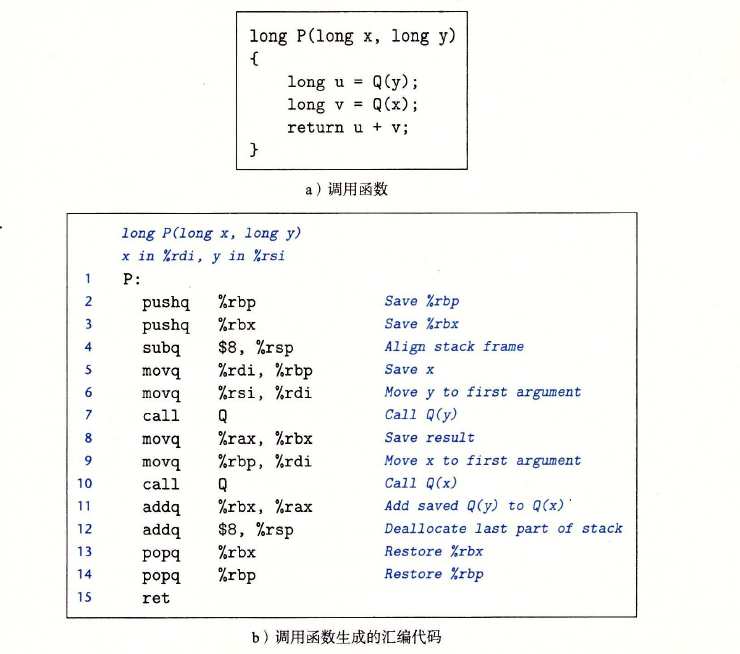 long P(long x, long y)
{
    long u = Q(y);
    long v = Q(x);
    return u + v;
}
a）调用函数
long P(long x, long y)
x in %rdi, y in %rsi
1 P:
2 pushq %rbp Save %rbp
3 pushq %rbx Save %rbx
4 subq $8, %rsp Align stack frame
5 movq %rdi, %rbp Save x
6 movq %rsi, %rdi Move y to first argument
7 call Q Call Q(y)
8 movq %rax, %rbx Save result
9 movq %rbp, %rdi Move x to first argument
10 call Q Call Q(x)
11 addq %rbx, %rax Add saved Q(y) to Q(x)
12 addq $8, %rsp Deallocate last part of stack
13 popq %rbx Restore %rbx
14 popq %rbp Restore %rbp
15 ret
b）调用函数生成的汇编代码